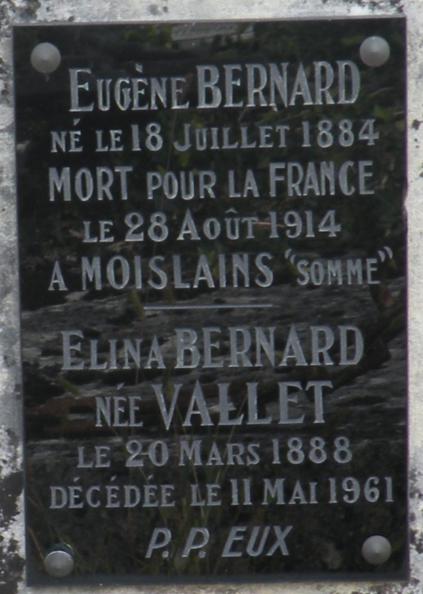 Eugène BERNARD
né le 18 Juillet 1884
MORT POUR LA FRANCE
le 28 Août 1914
A MOISLAINS "SOMME"
Elina BERNARD
née VALLET
le 20 Mars 1888
décédée le 11 Mai 1961
P. P. EUX